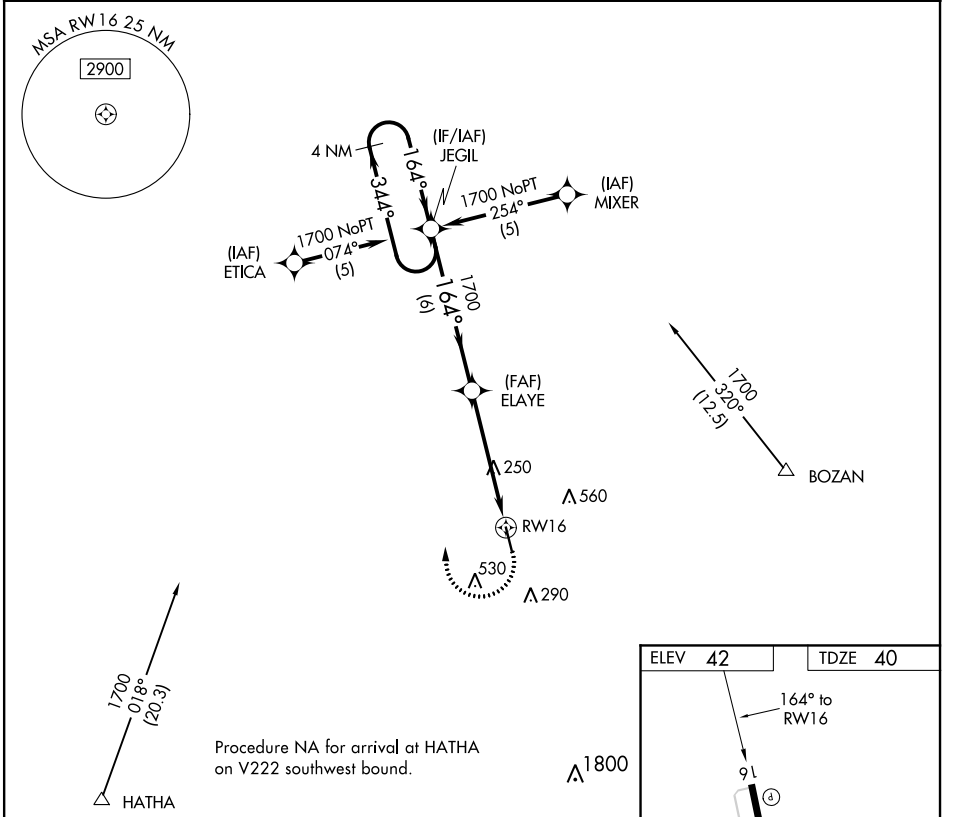 MSA RW16 25 NM
2900
4 NM
(IF/IAF)
JEGIL
164°
344°
1700 NoPT
254°
(5)
(IAF)
MIXER
(IAF)
ETICA
1700 NoPT
074°
(5)
1700
164°
(6)
(FAF)
ELAYE
1700
320°
(12.5)
BOZAN
250
560
RW16
530
290
1700
018°
(20.3)
HATHA
Procedure NA for arrival at HATHA
on V222 southwest bound.
1800
ELEV 42
TDZE 40
164° to
RW16
16
P